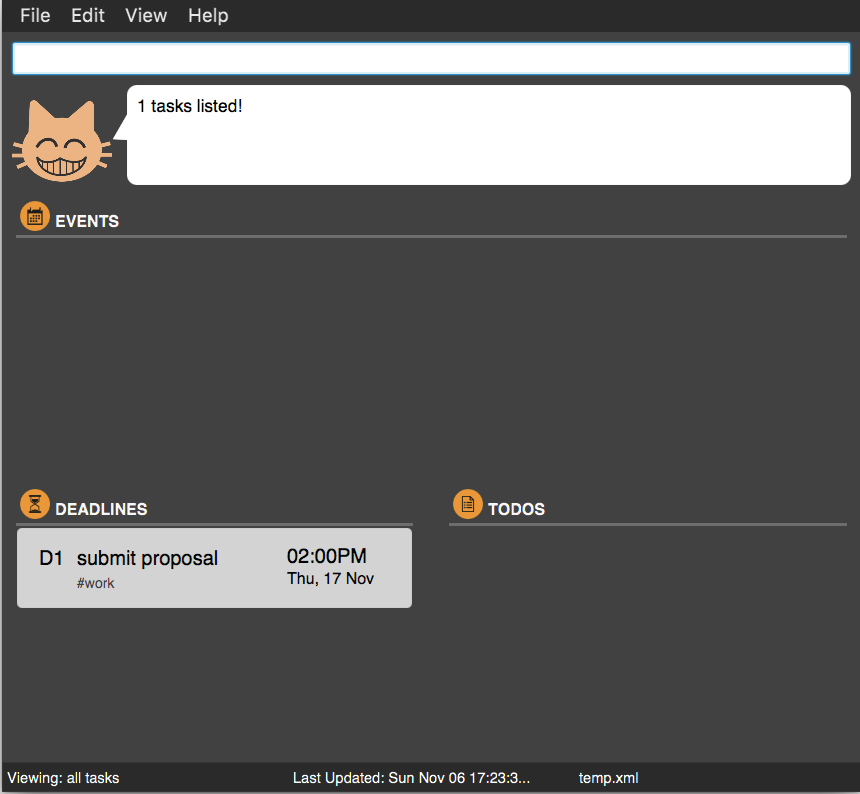 File Edit View Help
1 tasks listed!
EVENTS
DEADLINES
D1 submit proposal 02:00PM
#work Thu, 17 Nov
TODOS
Viewing: all tasks Last Updated: Sun Nov 06 17:23:3... temp.xml